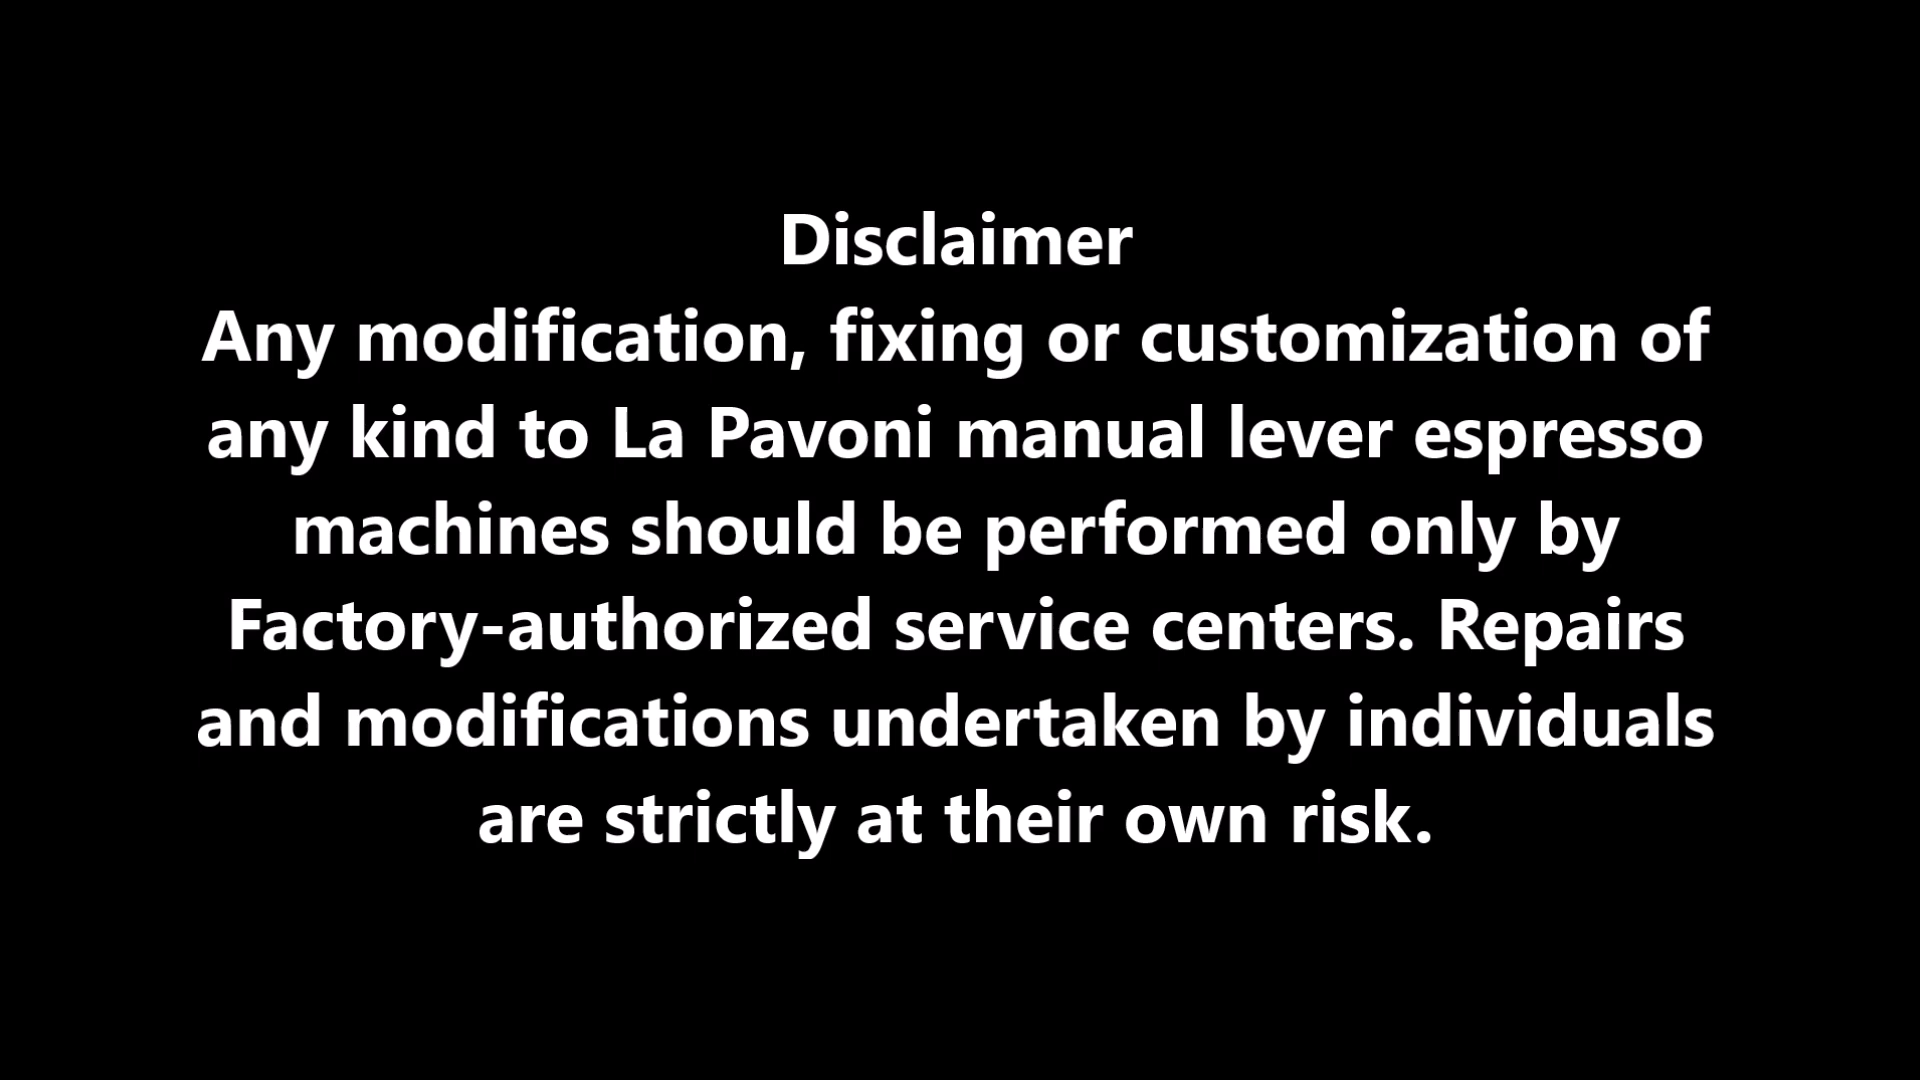 Disclaimer
Any modification, fixing or customization of
any kind to La Pavoni manual lever espresso
machines should be performed only by
Factory-authorized service centers. Repairs
and modifications undertaken by individuals
are strictly at their own risk.